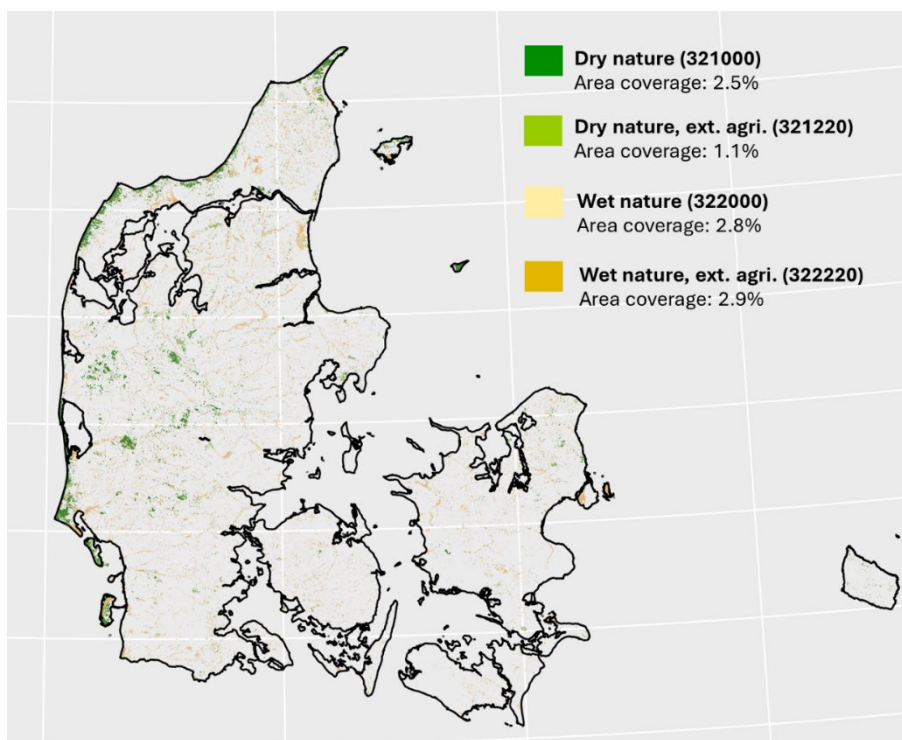 Dry nature (321000)
Area coverage: 2.5%
Dry nature, ext. agri. (321220)
Area coverage: 1.1%
Wet nature (322000)
Area coverage: 2.8%
Wet nature, ext. agri. (322220)
Area coverage: 2.9%